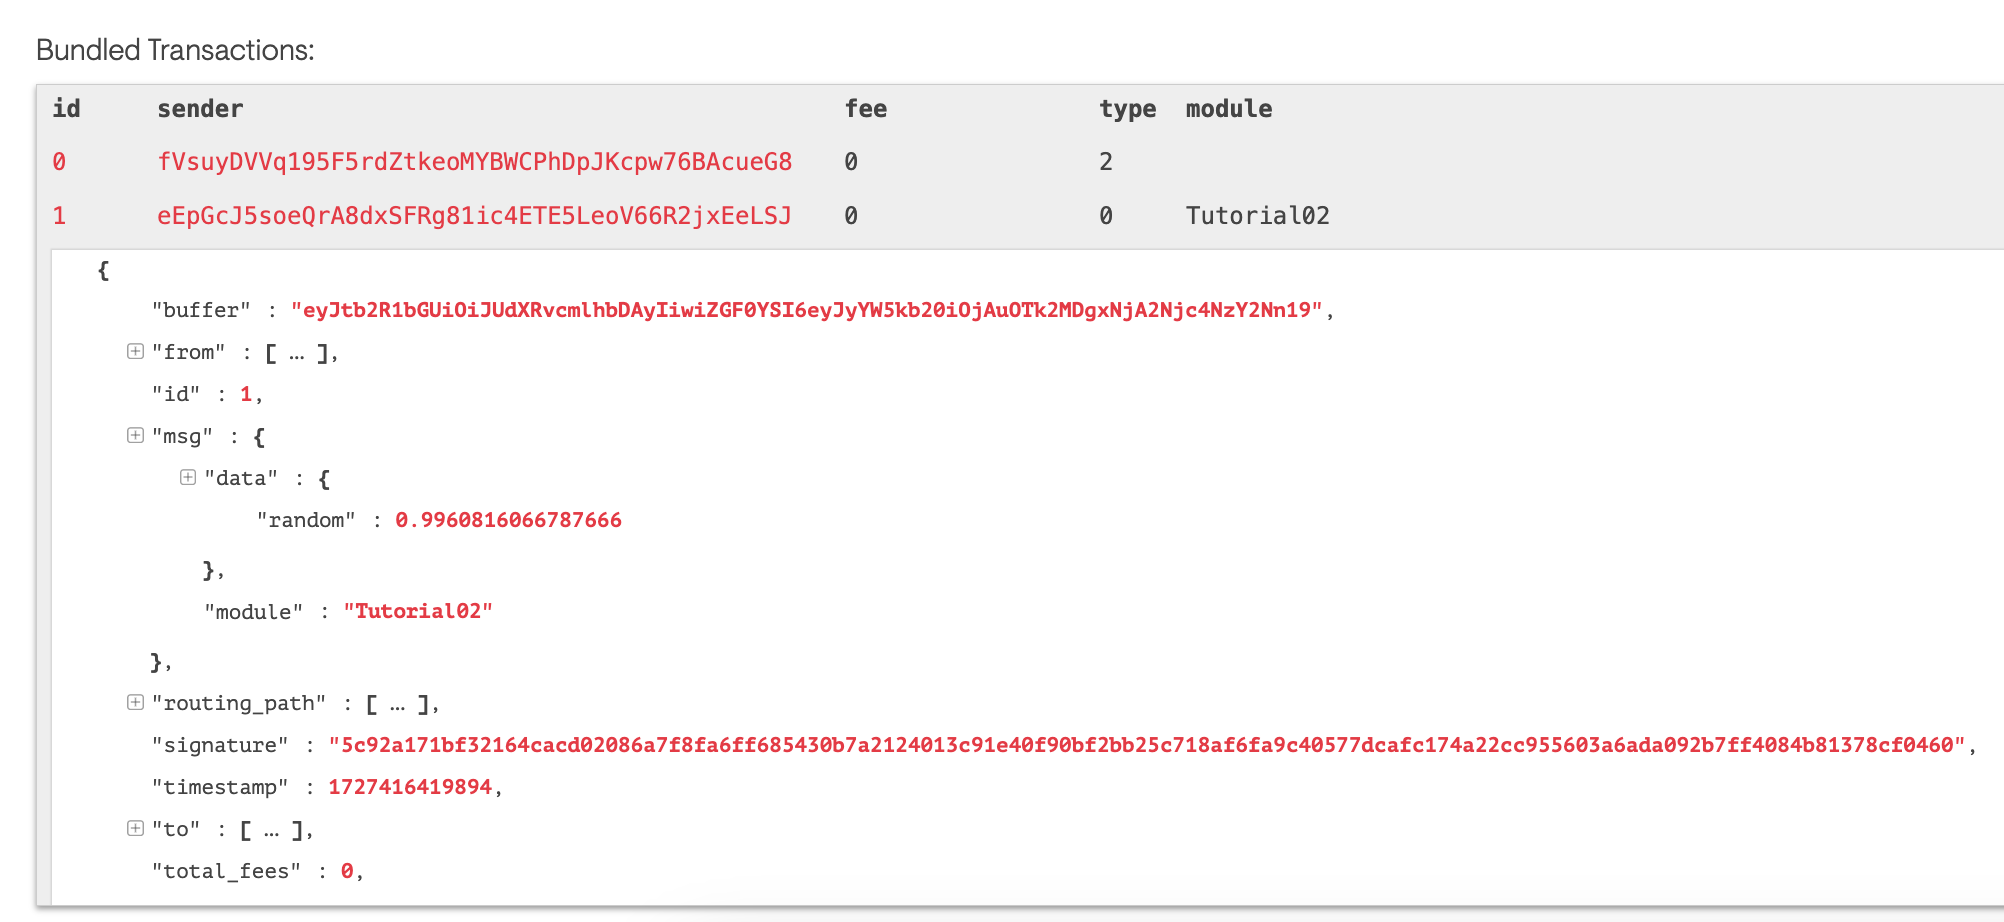 Bundled Transactions:
id sender fee type module
0 fVsuyDVVq195F5rdZtkeoMYBWCPhDpJKcpw76BAcueG8 0 2
1 eEpGcJ5soeQrA8dxSFRg81ic4ETE5LeoV66R2jxEeLSJ 0 0 Tutorial02
{
"buffer" : "eyJtb2R1bGUiOiJUdXRvcmlhbDAyIiwiZGF0YSI6eyJyYW5kb20iOjAuOTk2MDgxNjA2Njc4NzY2Nn19",
"from" : [ ... ],
"id" : 1,
"msg" : {
"data" : {
"random" : 0.9960816066787666
},
"module" : "Tutorial02"
},
"routing_path" : [ ... ],
"signature" : "5c92a171bf32164cacd02086a7f8fa6ff685430b7a2124013c91e40f90bf2bb25c718af6fa9c40577dcafc174a22cc955603a6ada092b7ff4084b81378cf0460",
"timestamp" : 1727416419894,
"to" : [ ... ],
"total_fees" : 0,